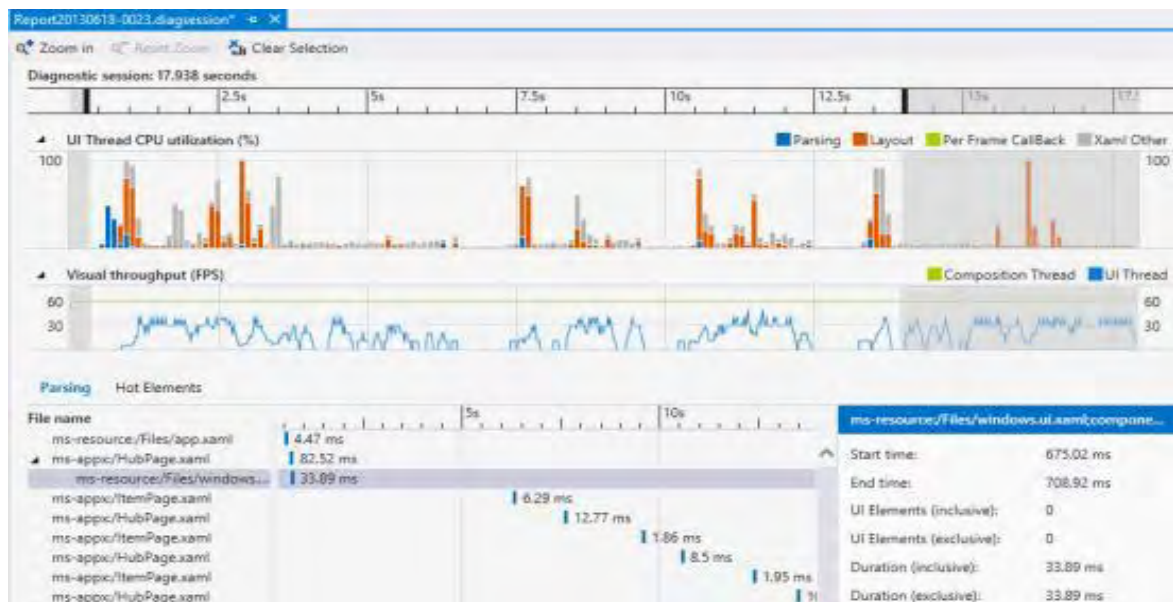 Report20130618-0023.diagsession*
Zoom in Reset Zoom Clear Selection
Diagnostic session: 17.938 seconds
2.5s 5s 7.5s 10s 12.5s 15s 17.5
UI Thread CPU utilization (%) Parsing Layout Per Frame CallBack Xaml Other
100 100
Visual throughput (FPS) Composition Thread UI Thread
60 60
30 30
Parsing Hot Elements
File name 5s 10s ms-resource:/Files/windows.ui.xaml;compone...
ms-resource:/Files/app.xaml 4.47 ms
ms-appx:/HubPage.xaml 82.52 ms Start time: 675.02 ms
ms-resource:/Files/windows... 33.89 ms End time: 708.92 ms
ms-appx:/ItemPage.xaml 6.29 ms
ms-appx:/HubPage.xaml 12.77 ms UI Elements (inclusive): 0
ms-appx:/ItemPage.xaml 1.86 ms UI Elements (exclusive): 0
ms-appx:/HubPage.xaml 8.5 ms
ms-appx:/ItemPage.xaml 1.95 ms Duration (inclusive): 33.89 ms
ms-appx:/HubPage.xaml Duration (exclusive): 33.89 ms